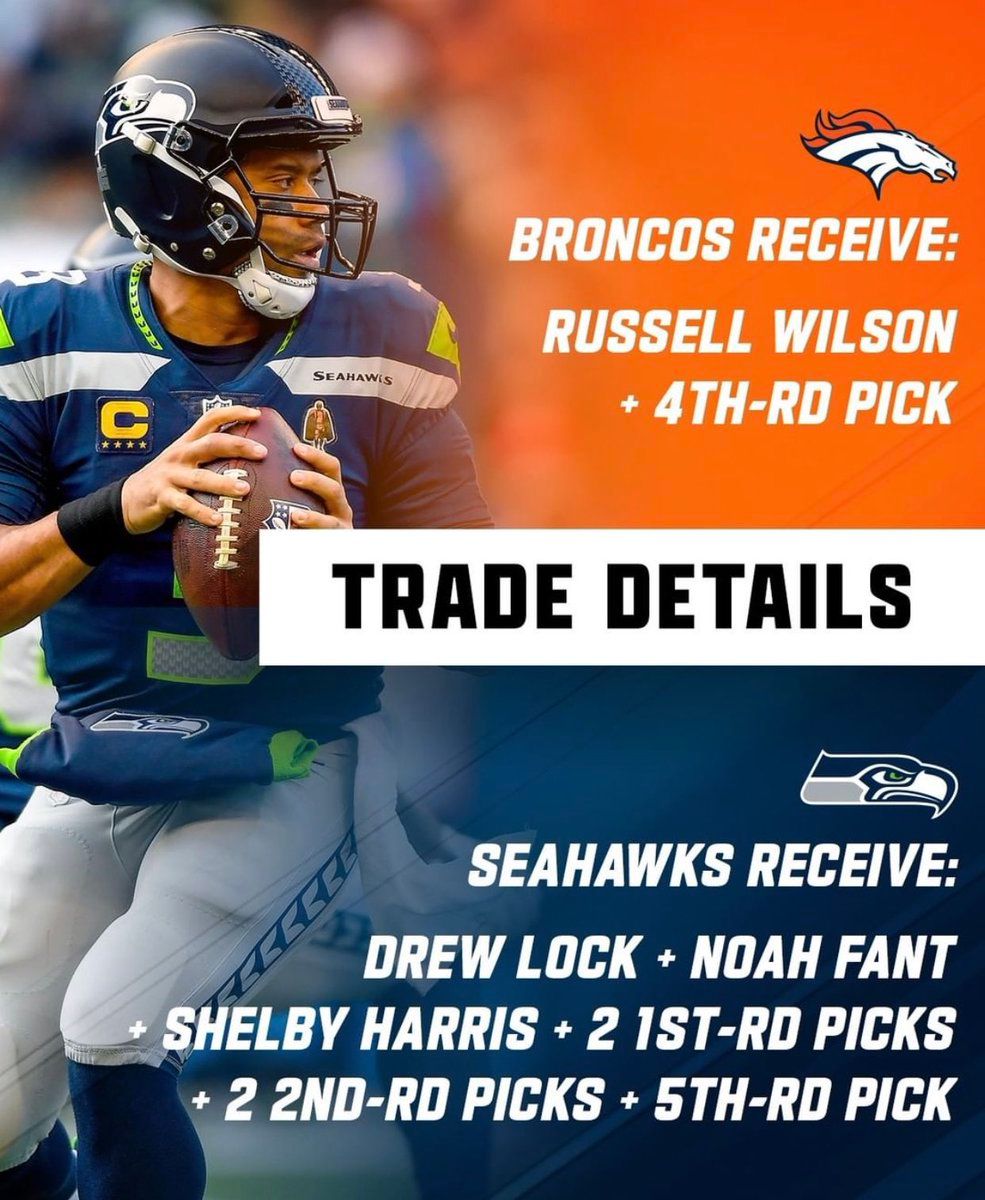 SEAHAWKS
C
BRONCOS RECEIVE:
RUSSELL WILSON
+ 4TH-RD PICK
TRADE DETAILS
SEAHAWKS RECEIVE:
DREW LOCK + NOAH FANT
+ SHELBY HARRIS + 2 1ST-RD PICKS
+ 2 2ND-RD PICKS + 5TH-RD PICK